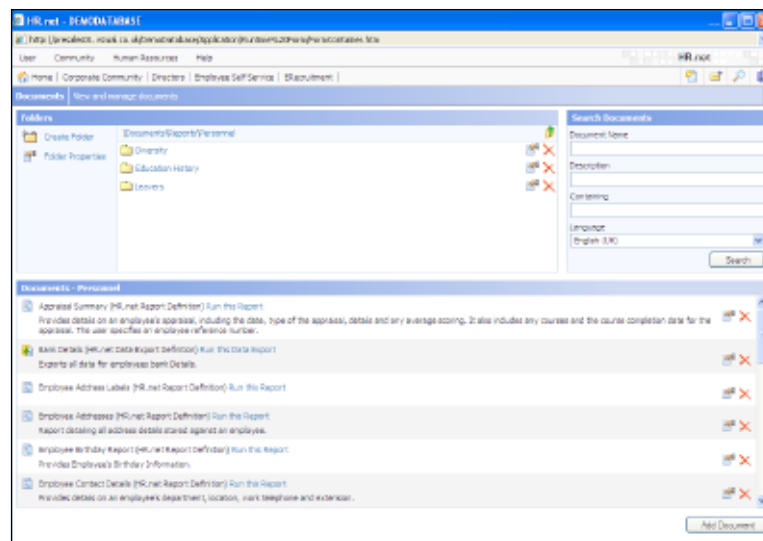 HR.net - DEMODATABASE
User Community Human Resources Help
HR.net
Home | Corporate Community | Directory | Employee Self Service | ERecruitment |
Documents View and manage documents
Folders
Search Documents
Create Folder
Folder Properties
\Documents\Reports\Personnel
Diversity
Education History
Leavers
Document Name
Description
Containing
Language
English (UK)
Search
Documents - Personnel
Appraisal Summary (HR.net Report Definition) Run this Report
Provides details on an employee's appraisal, including the date, type of the appraisal, details and any average scoring. It also includes any courses and the course completion date for the
appraisal. The user specifies an employee reference number.
Bank Details (HR.net Data Export Definition) Run this Data Export
Exports all data for employees bank Details.
Employee Address Labels (HR.net Report Definition) Run this Report
Employee Addresses (HR.net Report Definition) Run this Report
Report detailing all address details stored against an employee.
Employee Birthday Report (HR.net Report Definition) Run this Report
Provides Employee's Birthday Information.
Employee Contact Details (HR.net Report Definition) Run this Report
Provides details on an employee's department, location, work telephone and extension.
Add Document